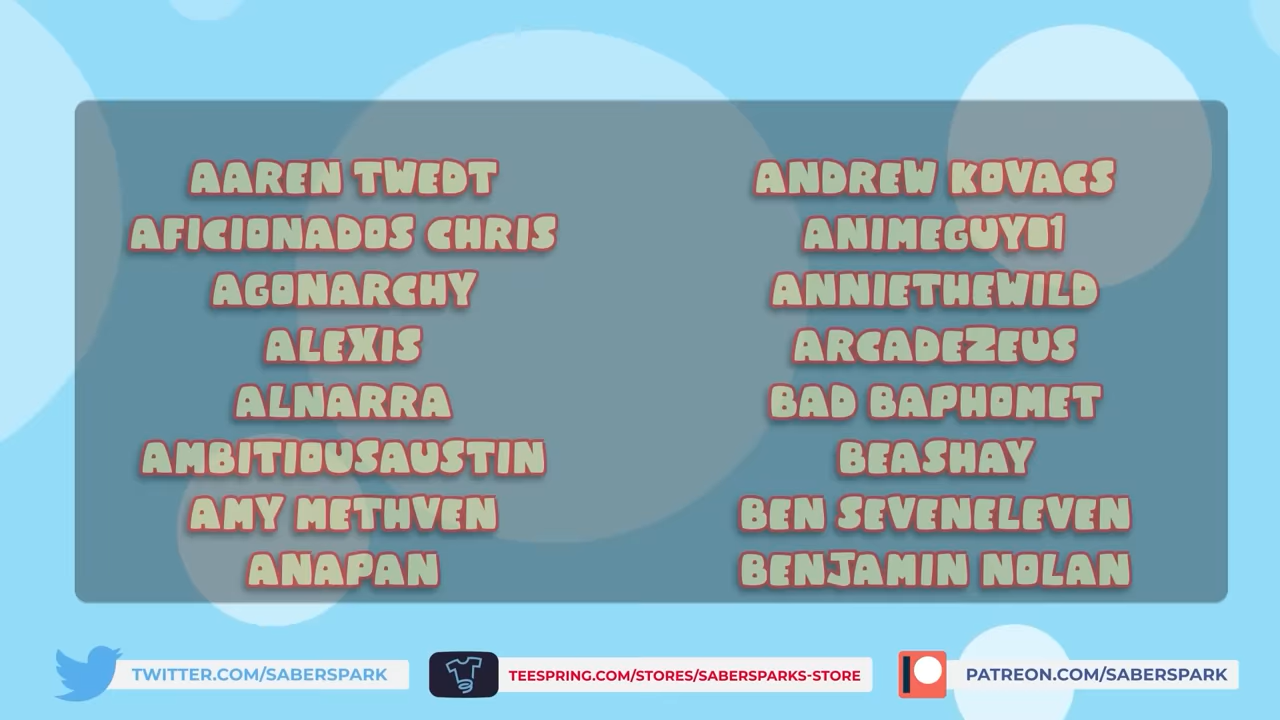 AAREN TWEDT
AFICIONADOS CHRIS
AGONARCHY
ALEXIS
ALNARRA
AMBITIOUSAUSTIN
AMY METHVEN
ANAPAN
ANDREW KOVACS
ANIMEGUY01
ANNIETHEWILD
ARCADEZEUS
BAD BAPHOMET
BEASHAY
BEN SEVENELEVEN
BENJAMIN NOLAN
TWITTER.COM/SABERSPARK
TEESPRING.COM/STORES/SABERSPARKS-STORE
PATREON.COM/SABERSPARK